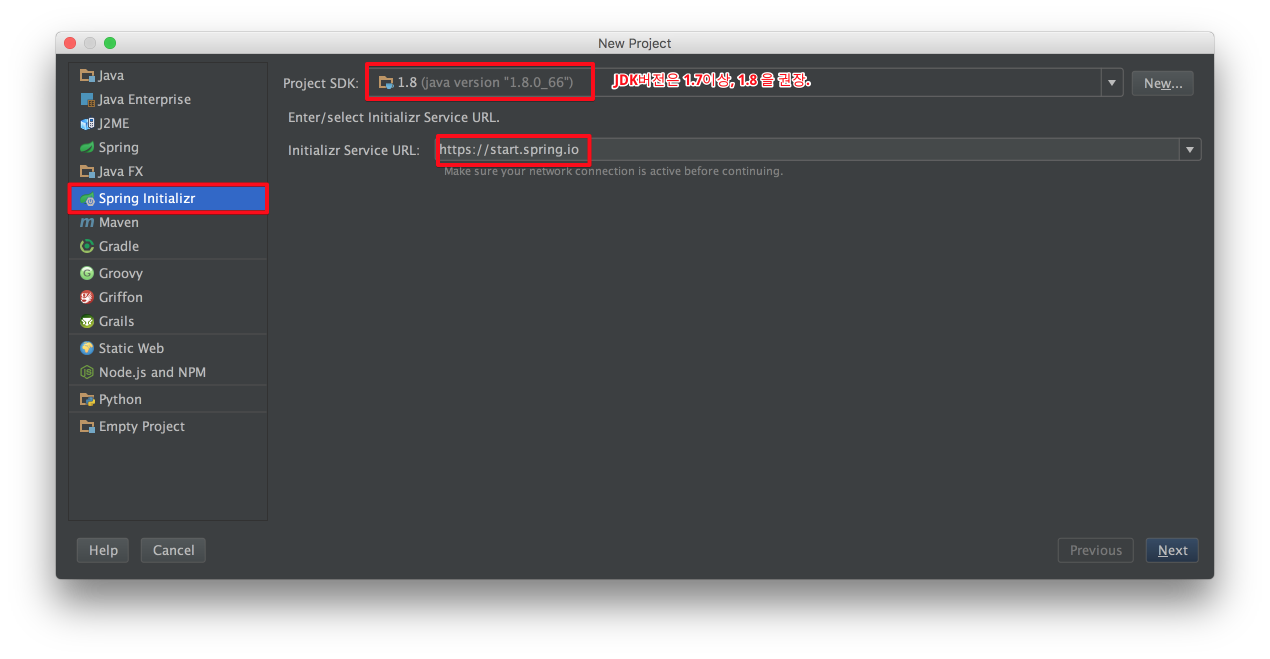 New Project
Java
Java Enterprise
J2ME
Spring
Java FX
Spring Initializr
Maven
Gradle
Groovy
Griffon
Grails
Static Web
Node.js and NPM
Python
Empty Project
Project SDK: 1.8 (java version "1.8.0_66") JDK버전은 1.7이상, 1.8 을 권장. New...
Enter/select Initializr Service URL.
Initializr Service URL: https://start.spring.io
Make sure your network connection is active before continuing.
Help Cancel Previous Next